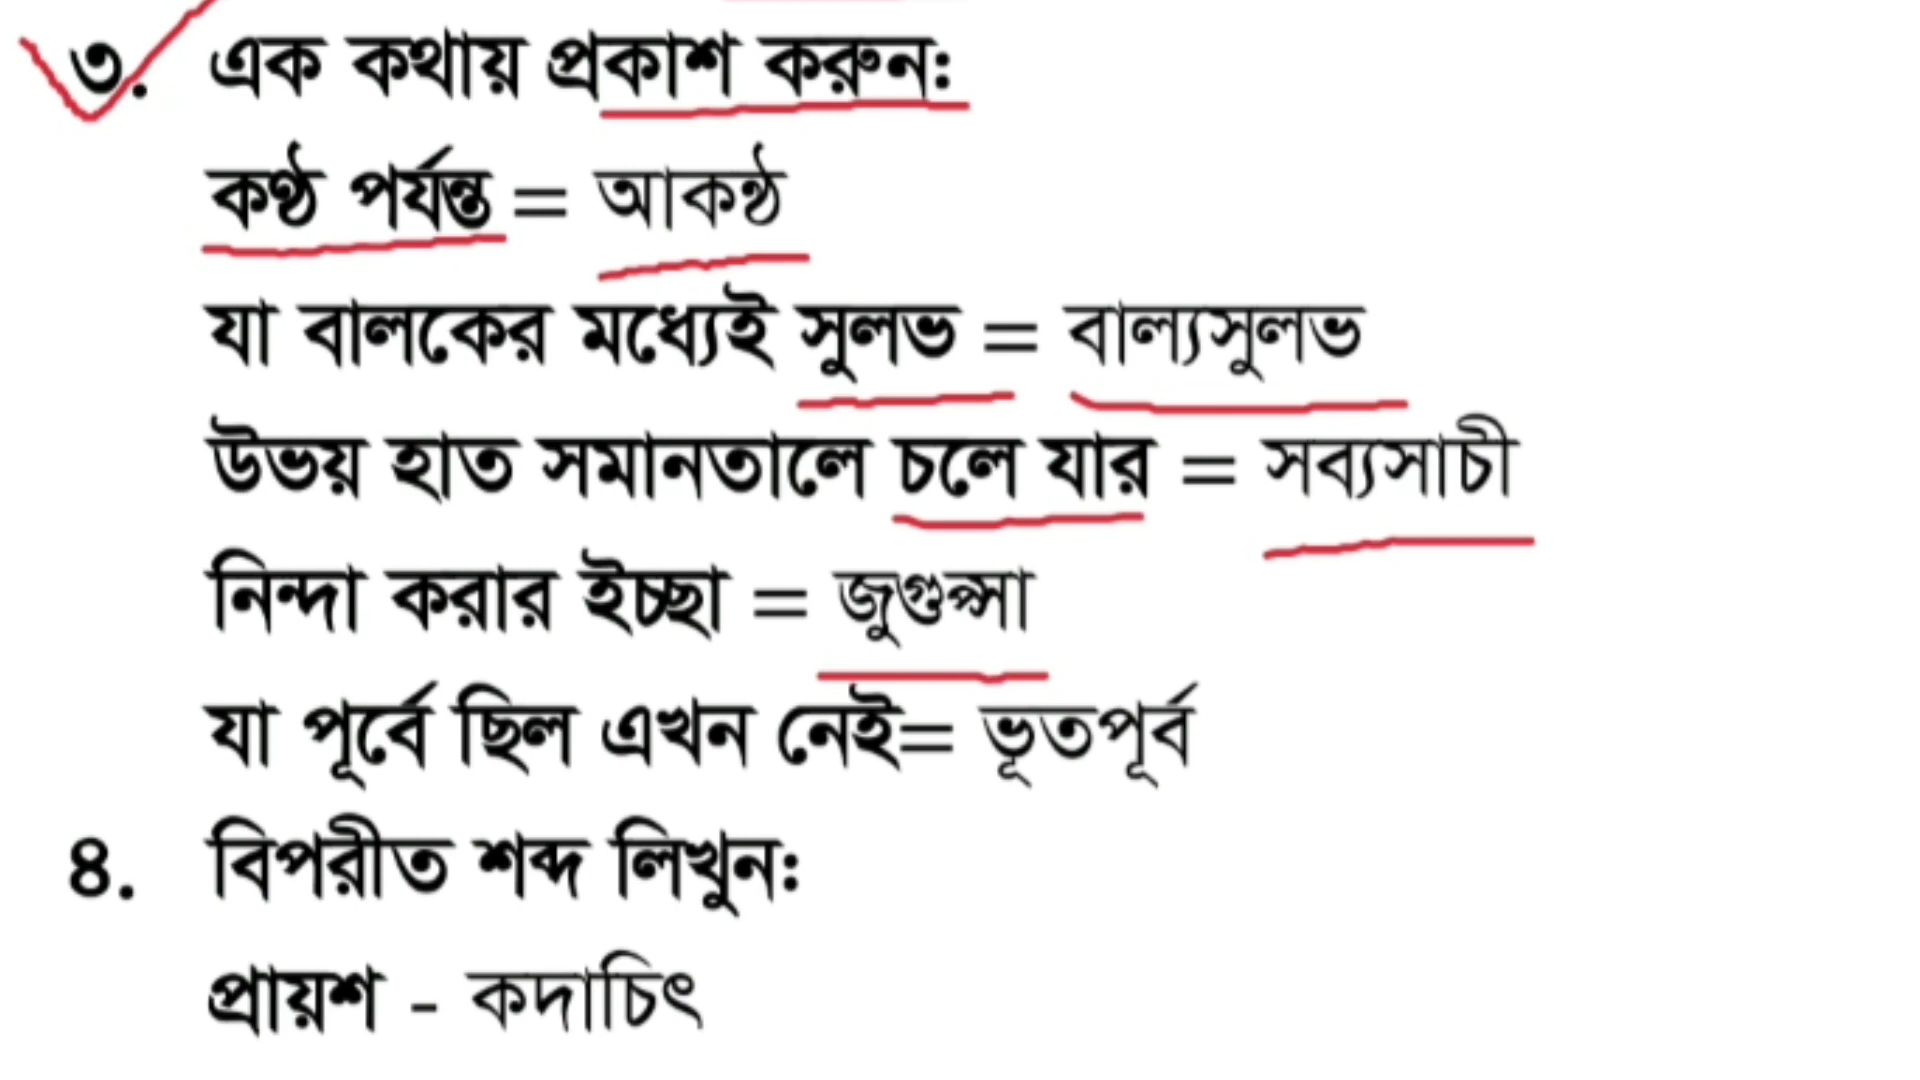 ৩. এক কথায় প্রকাশ করুনঃ
কণ্ঠ পর্যন্ত = আকন্ঠ
যা বালকের মধ্যেই সুলভ = বাল্যসুলভ
উভয় হাত সমানতালে চলে যার = সব্যসাচী
নিন্দা করার ইচ্ছা = জুগুপ্সা
যা পূর্বে ছিল এখন নেই= ভূতপূর্ব
৪. বিপরীত শব্দ লিখুনঃ
প্রায়শ - কদাচিৎ